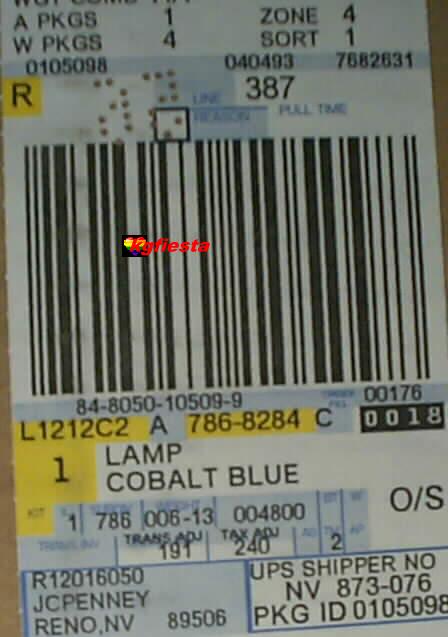 A PKGS 1 ZONE 4
W PKGS 4 SORT 1
0105098 040493 7682631
R LINE 387
REASON PULL TIME
Kgfiesta
84-8050-10509-9 00176
L1212C2 A 786-8284 C 0018
1 LAMP
COBALT BLUE
KIT WEIGHT O/S
1 786 006-13 004800
TRANS INV TRANS ADJ TAX ADJ
191 240 2
R12016050 UPS SHIPPER NO
JCPENNEY NV 873-076
RENO,NV 89506 PKG ID 0105098